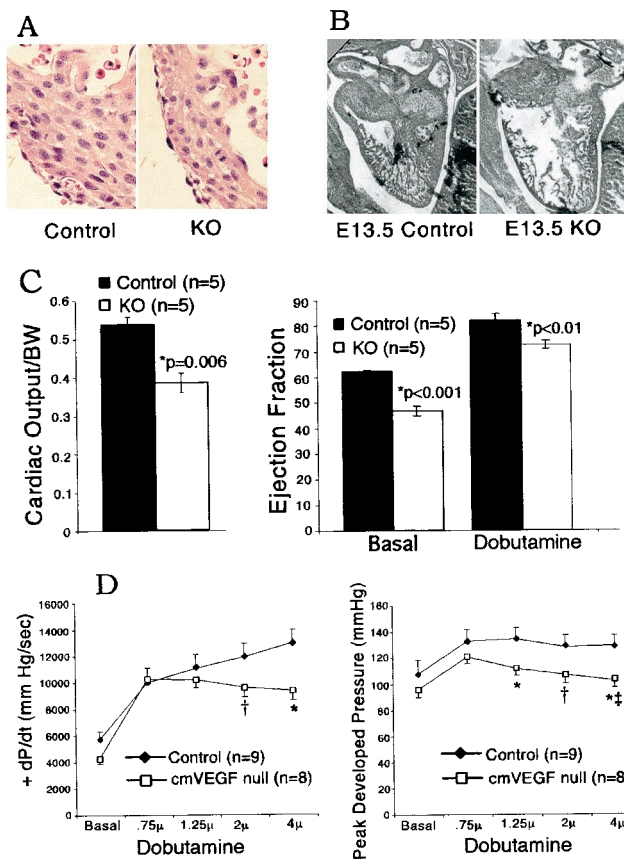 A
B
Control
KO
E13.5 Control
E13.5 KO
C
Control (n=5)
KO (n=5)
*p=0.006
Cardiac Output/BW
0.6
0.5
0.4
0.3
0.2
0.1
0
Control (n=5)
KO (n=5)
*p<0.01
*p<0.001
Ejection Fraction
90
80
70
60
50
40
30
20
10
0
Basal
Dobutamine
D
+ dP/dt (mm Hg/sec)
16000
14000
12000
10000
8000
6000
4000
2000
0000
†
*
Control (n=9)
cmVEGF null (n=8)
Basal
.75µ
1.25µ
2µ
4µ
Dobutamine
Peak Developed Pressure (mmHg)
160
140
120
100
80
60
40
20
0
*
†
*‡
Control (n=9)
cmVEGF null (n=8
Basal
.75µ
1.25µ
2µ
4µ
Dobutamine